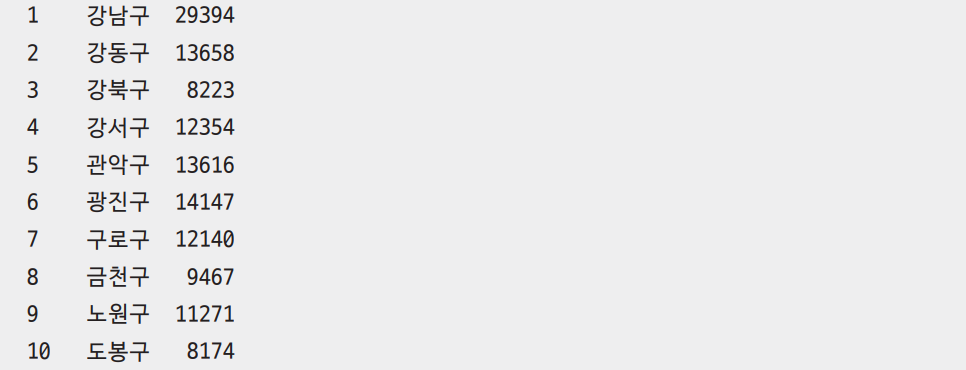 1 강남구 29394
2 강동구 13658
3 강북구 8223
4 강서구 12354
5 관악구 13616
6 광진구 14147
7 구로구 12140
8 금천구 9467
9 노원구 11271
10 도봉구 8174